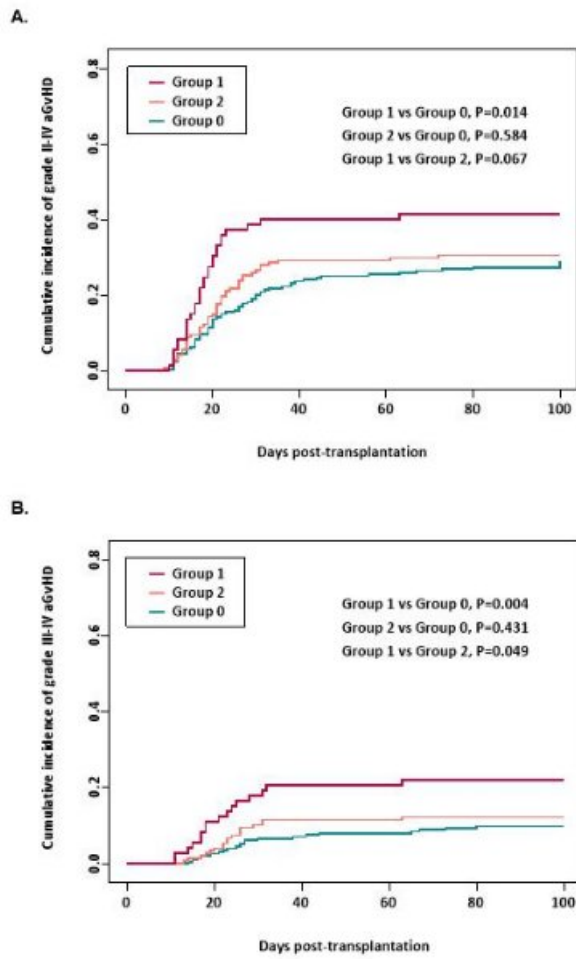 A.
Cumulative incidence of grade II-IV aGvHD
0.8
0.6
0.4
0.2
0.0
Group 1
Group 2
Group 0
Group 1 vs Group 0, P=0.014
Group 2 vs Group 0, P=0.584
Group 1 vs Group 2, P=0.067
0 20 40 60 80 100
Days post-transplantation
B.
Cumulative incidence of grade III-IV aGvHD
0.8
0.6
0.4
0.2
0.0
Group 1
Group 2
Group 0
Group 1 vs Group 0, P=0.004
Group 2 vs Group 0, P=0.431
Group 1 vs Group 2, P=0.049
0 20 40 60 80 100
Days post-transplantation